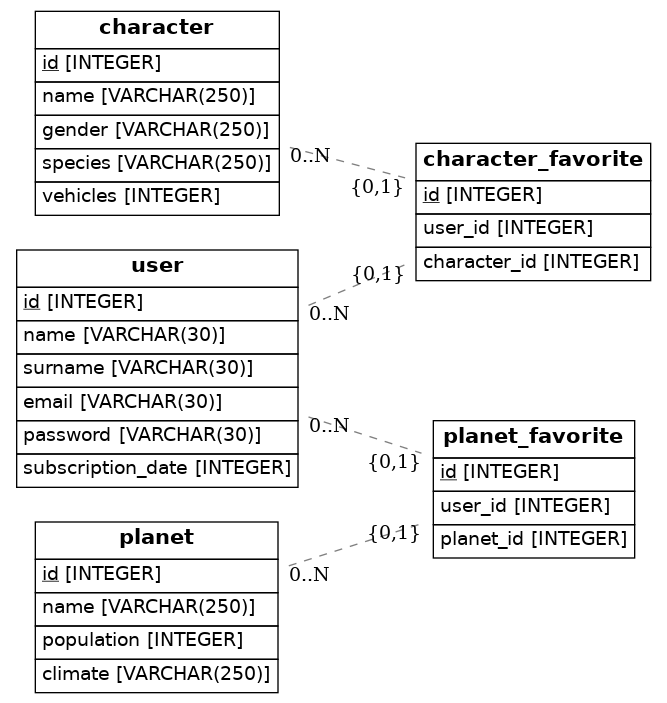 character
id [INTEGER]
name [VARCHAR(250)]
gender [VARCHAR(250)]
species [VARCHAR(250)]
vehicles [INTEGER]
0..N
{0,1}
character_favorite
id [INTEGER]
user_id [INTEGER]
character_id [INTEGER]
user
id [INTEGER]
name [VARCHAR(30)]
surname [VARCHAR(30)]
email [VARCHAR(30)]
password [VARCHAR(30)]
subscription_date [INTEGER]
{0,1}
0..N
0..N
{0,1}
planet_favorite
id [INTEGER]
user_id [INTEGER]
planet_id [INTEGER]
planet
id [INTEGER]
name [VARCHAR(250)]
population [INTEGER]
climate [VARCHAR(250)]
{0,1}
0..N